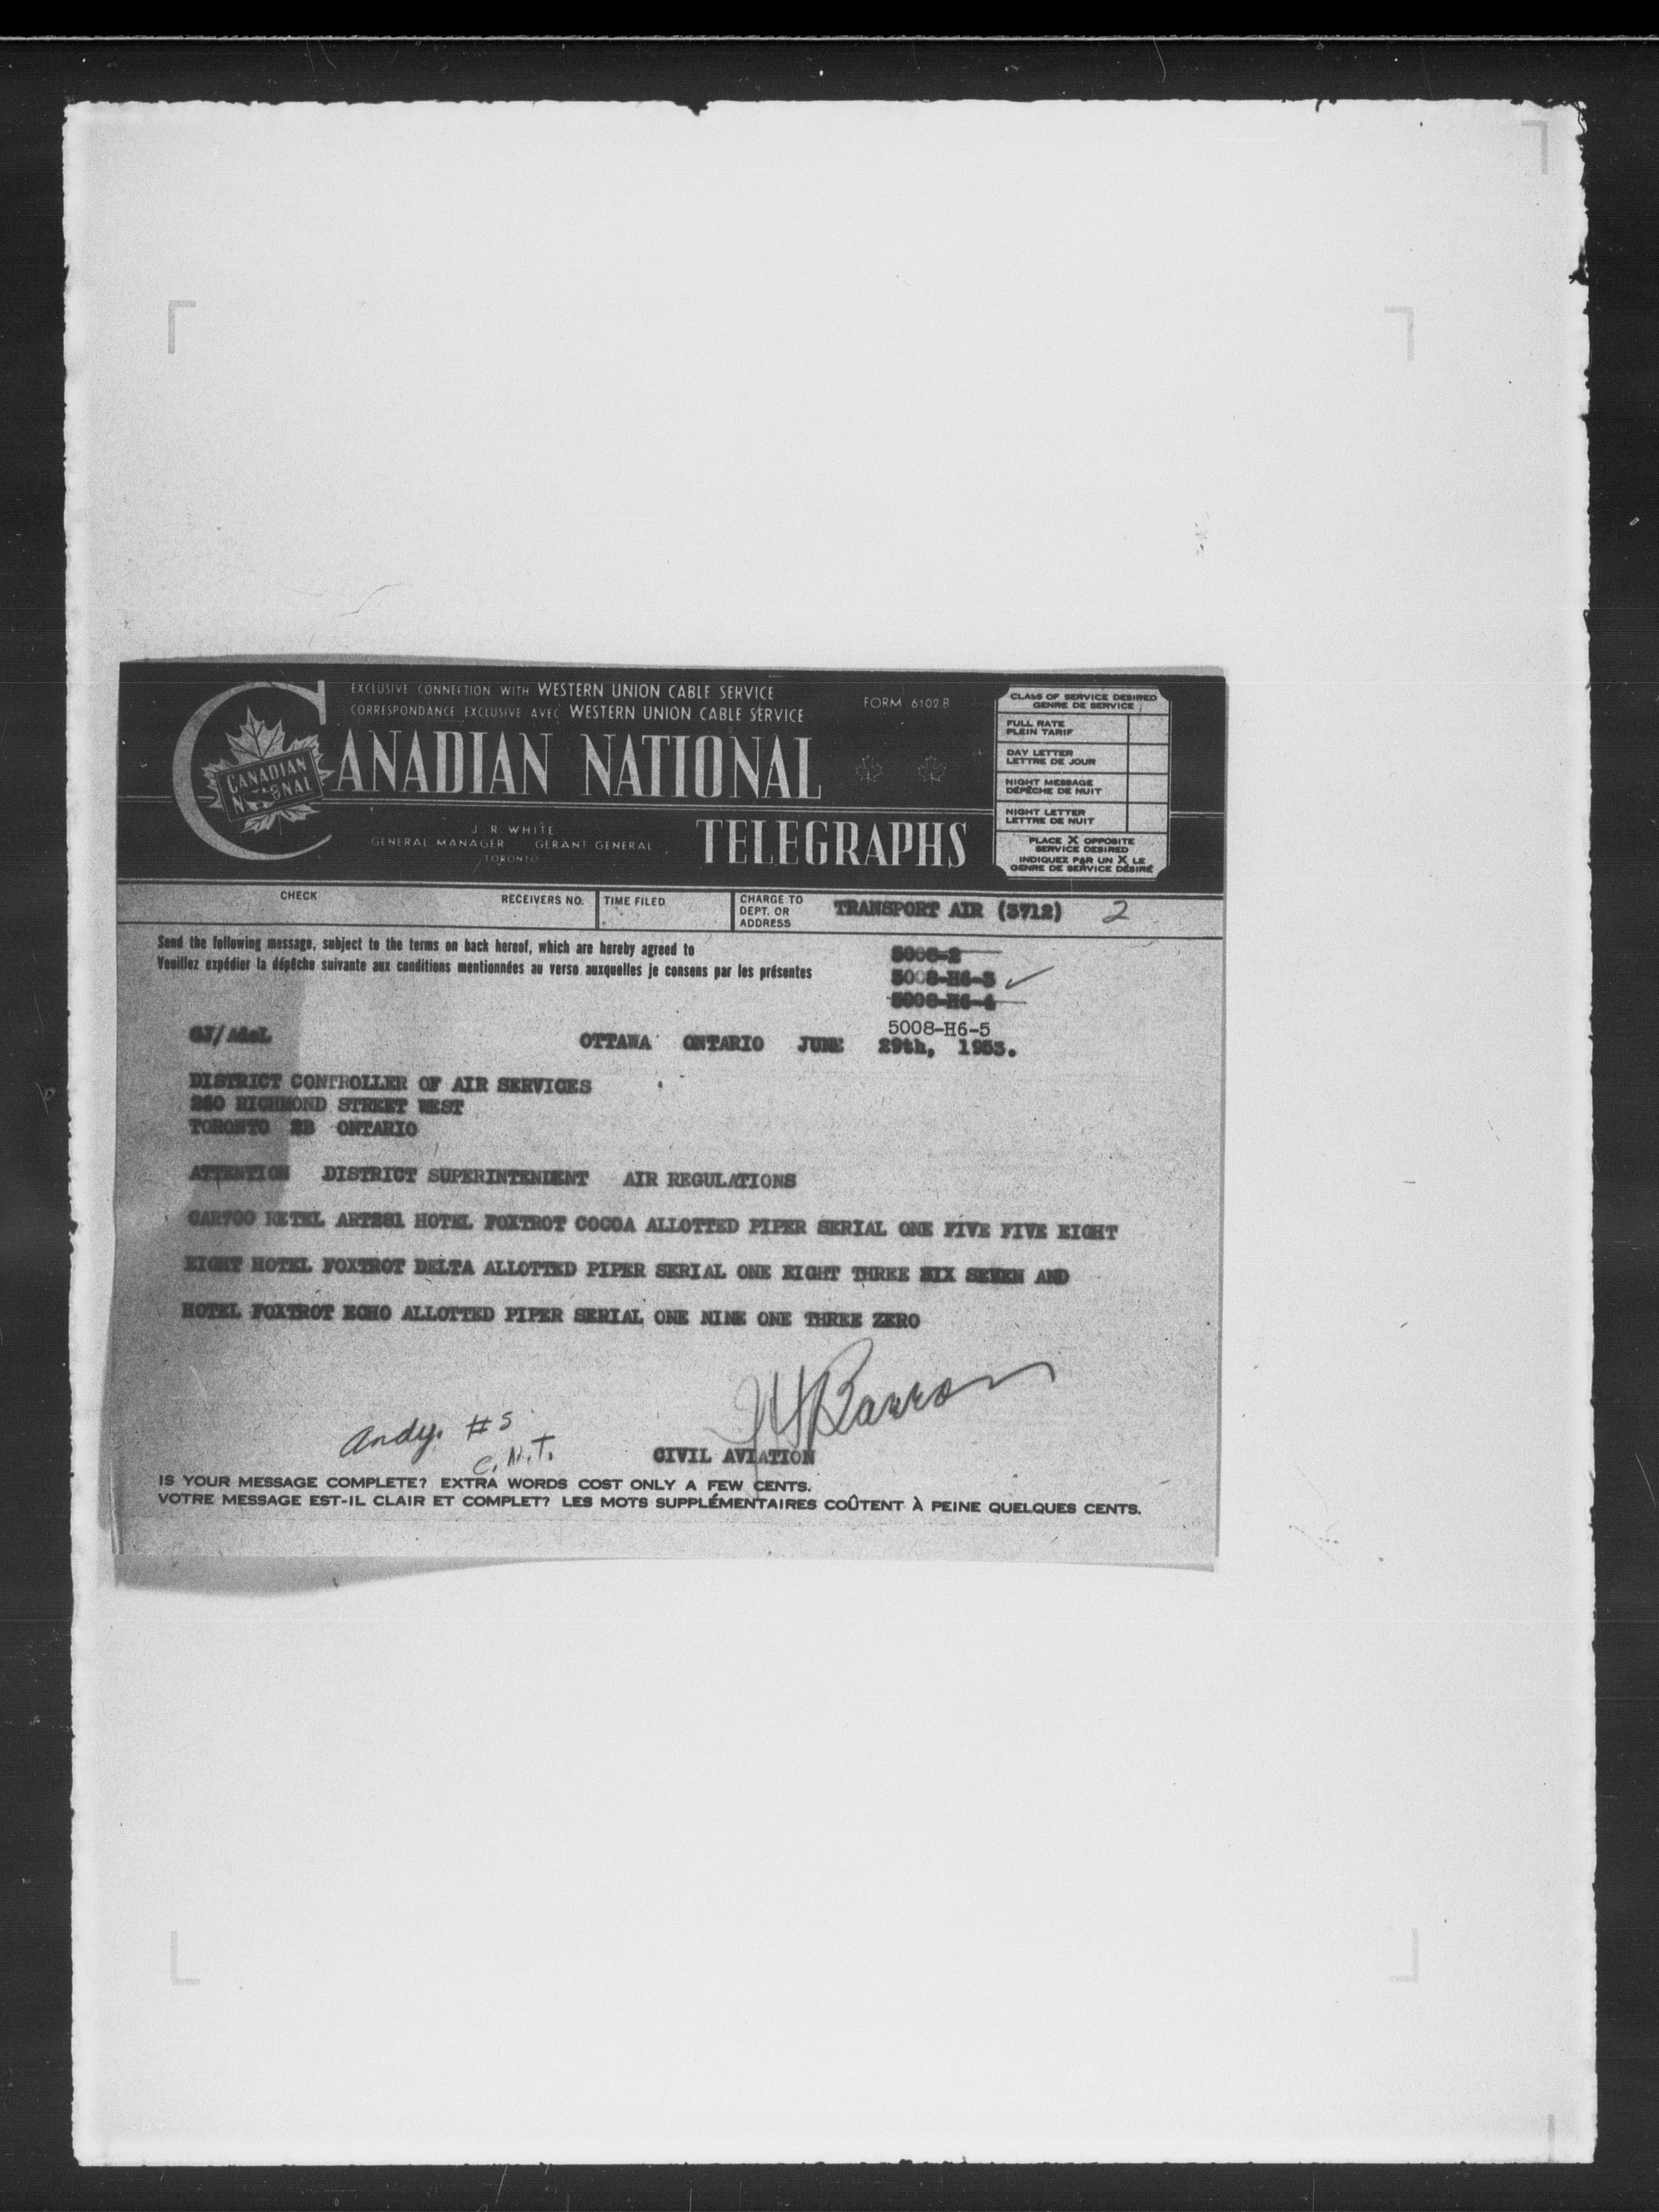 EXCLUSIVE CONNECTION WITH WESTERN UNION CABLE SERVICE
CORRESPONDANCE EXCLUSIVE AVEC WESTERN UNION CABLE SERVICE
FORM 6102 B
CANADIAN NATIONAL
TELEGRAPHS
CANADIAN
NATIONAL
J. R. WHITE
GENERAL MANAGER GERANT GENERAL
TORONTO
CLASS OF SERVICE DESIRED
GENRE DE SERVICE
FULL RATE
PLEIN TARIF
DAY LETTER
LETTRE DE JOUR
NIGHT MESSAGE
DÉPÊCHE DE NUIT
NIGHT LETTER
LETTRE DE NUIT
PLACE X OPPOSITE
SERVICE DESIRED
INDIQUEZ PAR UN X LE
GENRE DE SERVICE DÉSIRÉ
CHECK
RECEIVERS NO.
TIME FILED
CHARGE TO
DEPT. OR
ADDRESS
TRANSPORT AIR (3712) 2
Send the following message, subject to the terms on back hereof, which are hereby agreed to
Veuillez expédier la dépêche suivante aux conditions mentionnées au verso auxquelles je consens par les présentes
5008-2
5008-H6-3
5008-H6-4
5008-H6-5
OTTAWA ONTARIO JUNE 29th, 1953.
DISTRICT CONTROLLER OF AIR SERVICES
260 RICHMOND STREET WEST
TORONTO 2B ONTARIO
ATTENTION DISTRICT SUPERINTENDENT AIR REGULATIONS
CAR700 RETEL ART281 HOTEL FOXTROT COCOA ALLOTTED PIPER SERIAL ONE FIVE FIVE EIGHT
EIGHT HOTEL FOXTROT DELTA ALLOTTED PIPER SERIAL ONE EIGHT THREE SIX SEVEN AND
HOTEL FOXTROT ECHO ALLOTTED PIPER SERIAL ONE NINE ONE THREE ZERO
Barron
Andy. #5
C.N.T.
CIVIL AVIATION
IS YOUR MESSAGE COMPLETE? EXTRA WORDS COST ONLY A FEW CENTS.
VOTRE MESSAGE EST-IL CLAIR ET COMPLET? LES MOTS SUPPLÉMENTAIRES COÛTENT À PEINE QUELQUES CENTS.